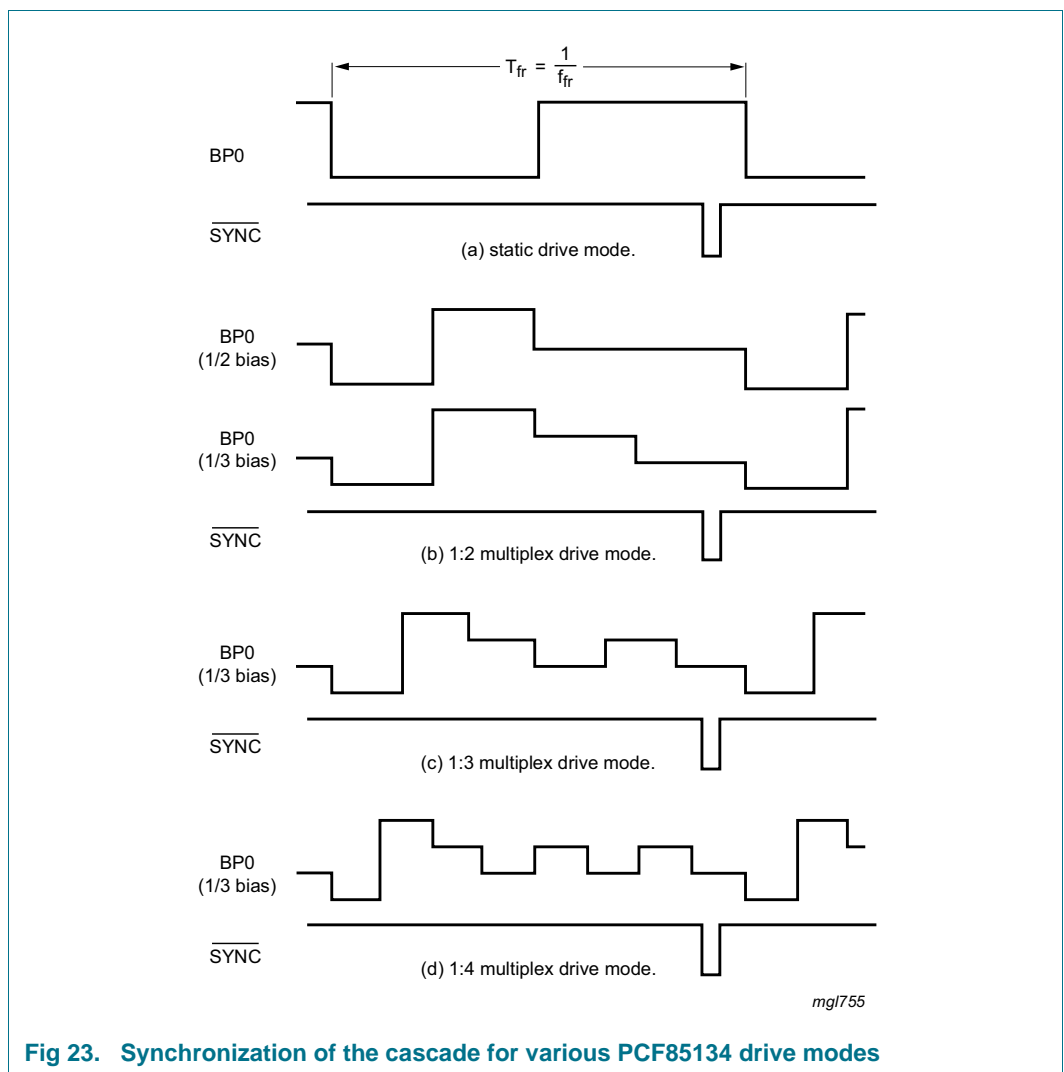 T_fr = 1/f_fr
BP0
SYNC
(a) static drive mode.
BP0
(1/2 bias)
BP0
(1/3 bias)
SYNC
(b) 1:2 multiplex drive mode.
BP0
(1/3 bias)
SYNC
(c) 1:3 multiplex drive mode.
BP0
(1/3 bias)
SYNC
(d) 1:4 multiplex drive mode.
mgl755
Fig 23. Synchronization of the cascade for various PCF85134 drive modes